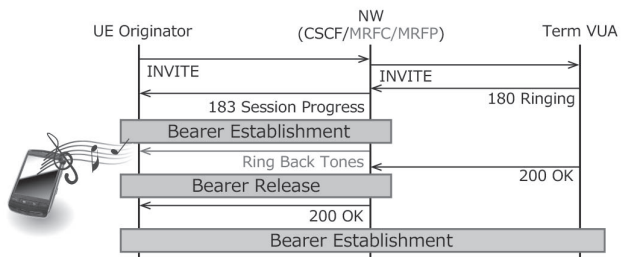 UE Originator
NW
(CSCF/MRFC/MRFP)
Term VUA
INVITE
INVITE
180 Ringing
183 Session Progress
Bearer Establishment
Ring Back Tones
200 OK
Bearer Release
200 OK
Bearer Establishment